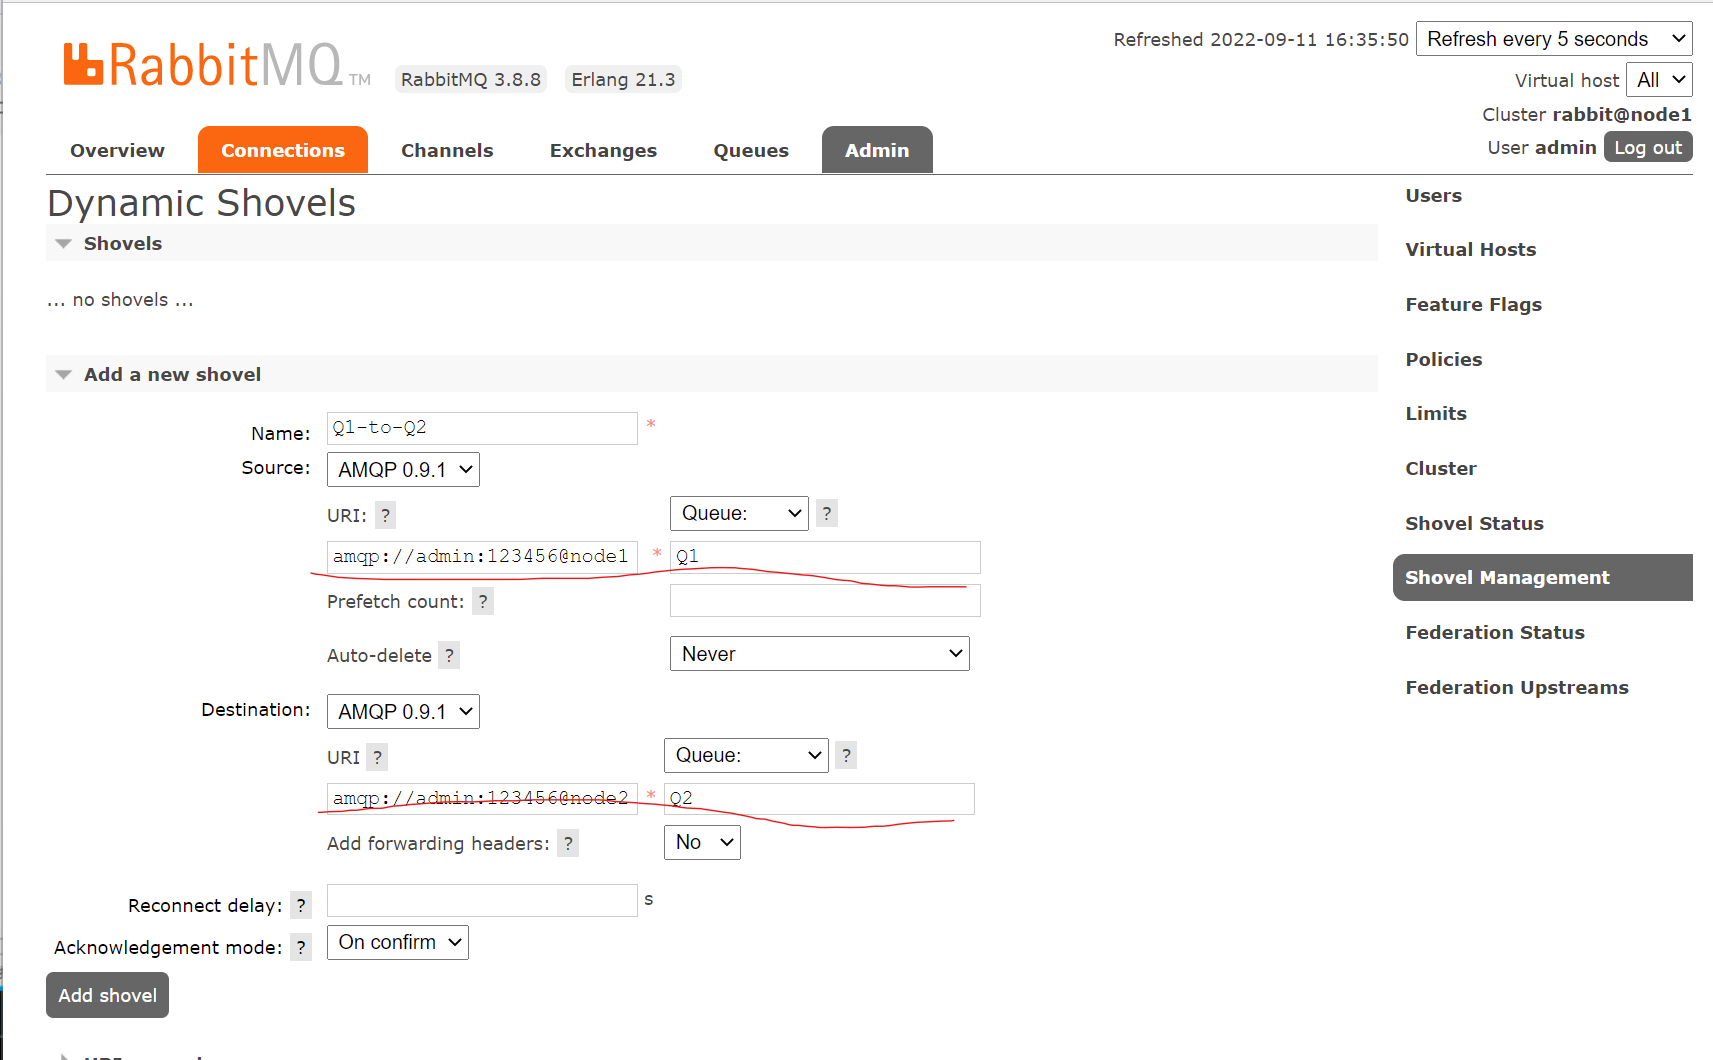 Refreshed 2022-09-11 16:35:50 Refresh every 5 seconds
RabbitMQ TM RabbitMQ 3.8.8 Erlang 21.3
Virtual host All
Cluster rabbit@node1
User admin Log out
Overview Connections Channels Exchanges Queues Admin
Dynamic Shovels
Shovels
... no shovels ...
Add a new shovel
Name: Q1-to-Q2 *
Source: AMQP 0.9.1
URI: ? Queue: ?
amqp://admin:123456@node1 * Q1
Prefetch count: ?
Auto-delete ? Never
Destination: AMQP 0.9.1
URI ? Queue: ?
amqp://admin:123456@node2 * Q2
Add forwarding headers: ? No
Reconnect delay: ? s
Acknowledgement mode: ? On confirm
Add shovel
Users
Virtual Hosts
Feature Flags
Policies
Limits
Cluster
Shovel Status
Shovel Management
Federation Status
Federation Upstreams